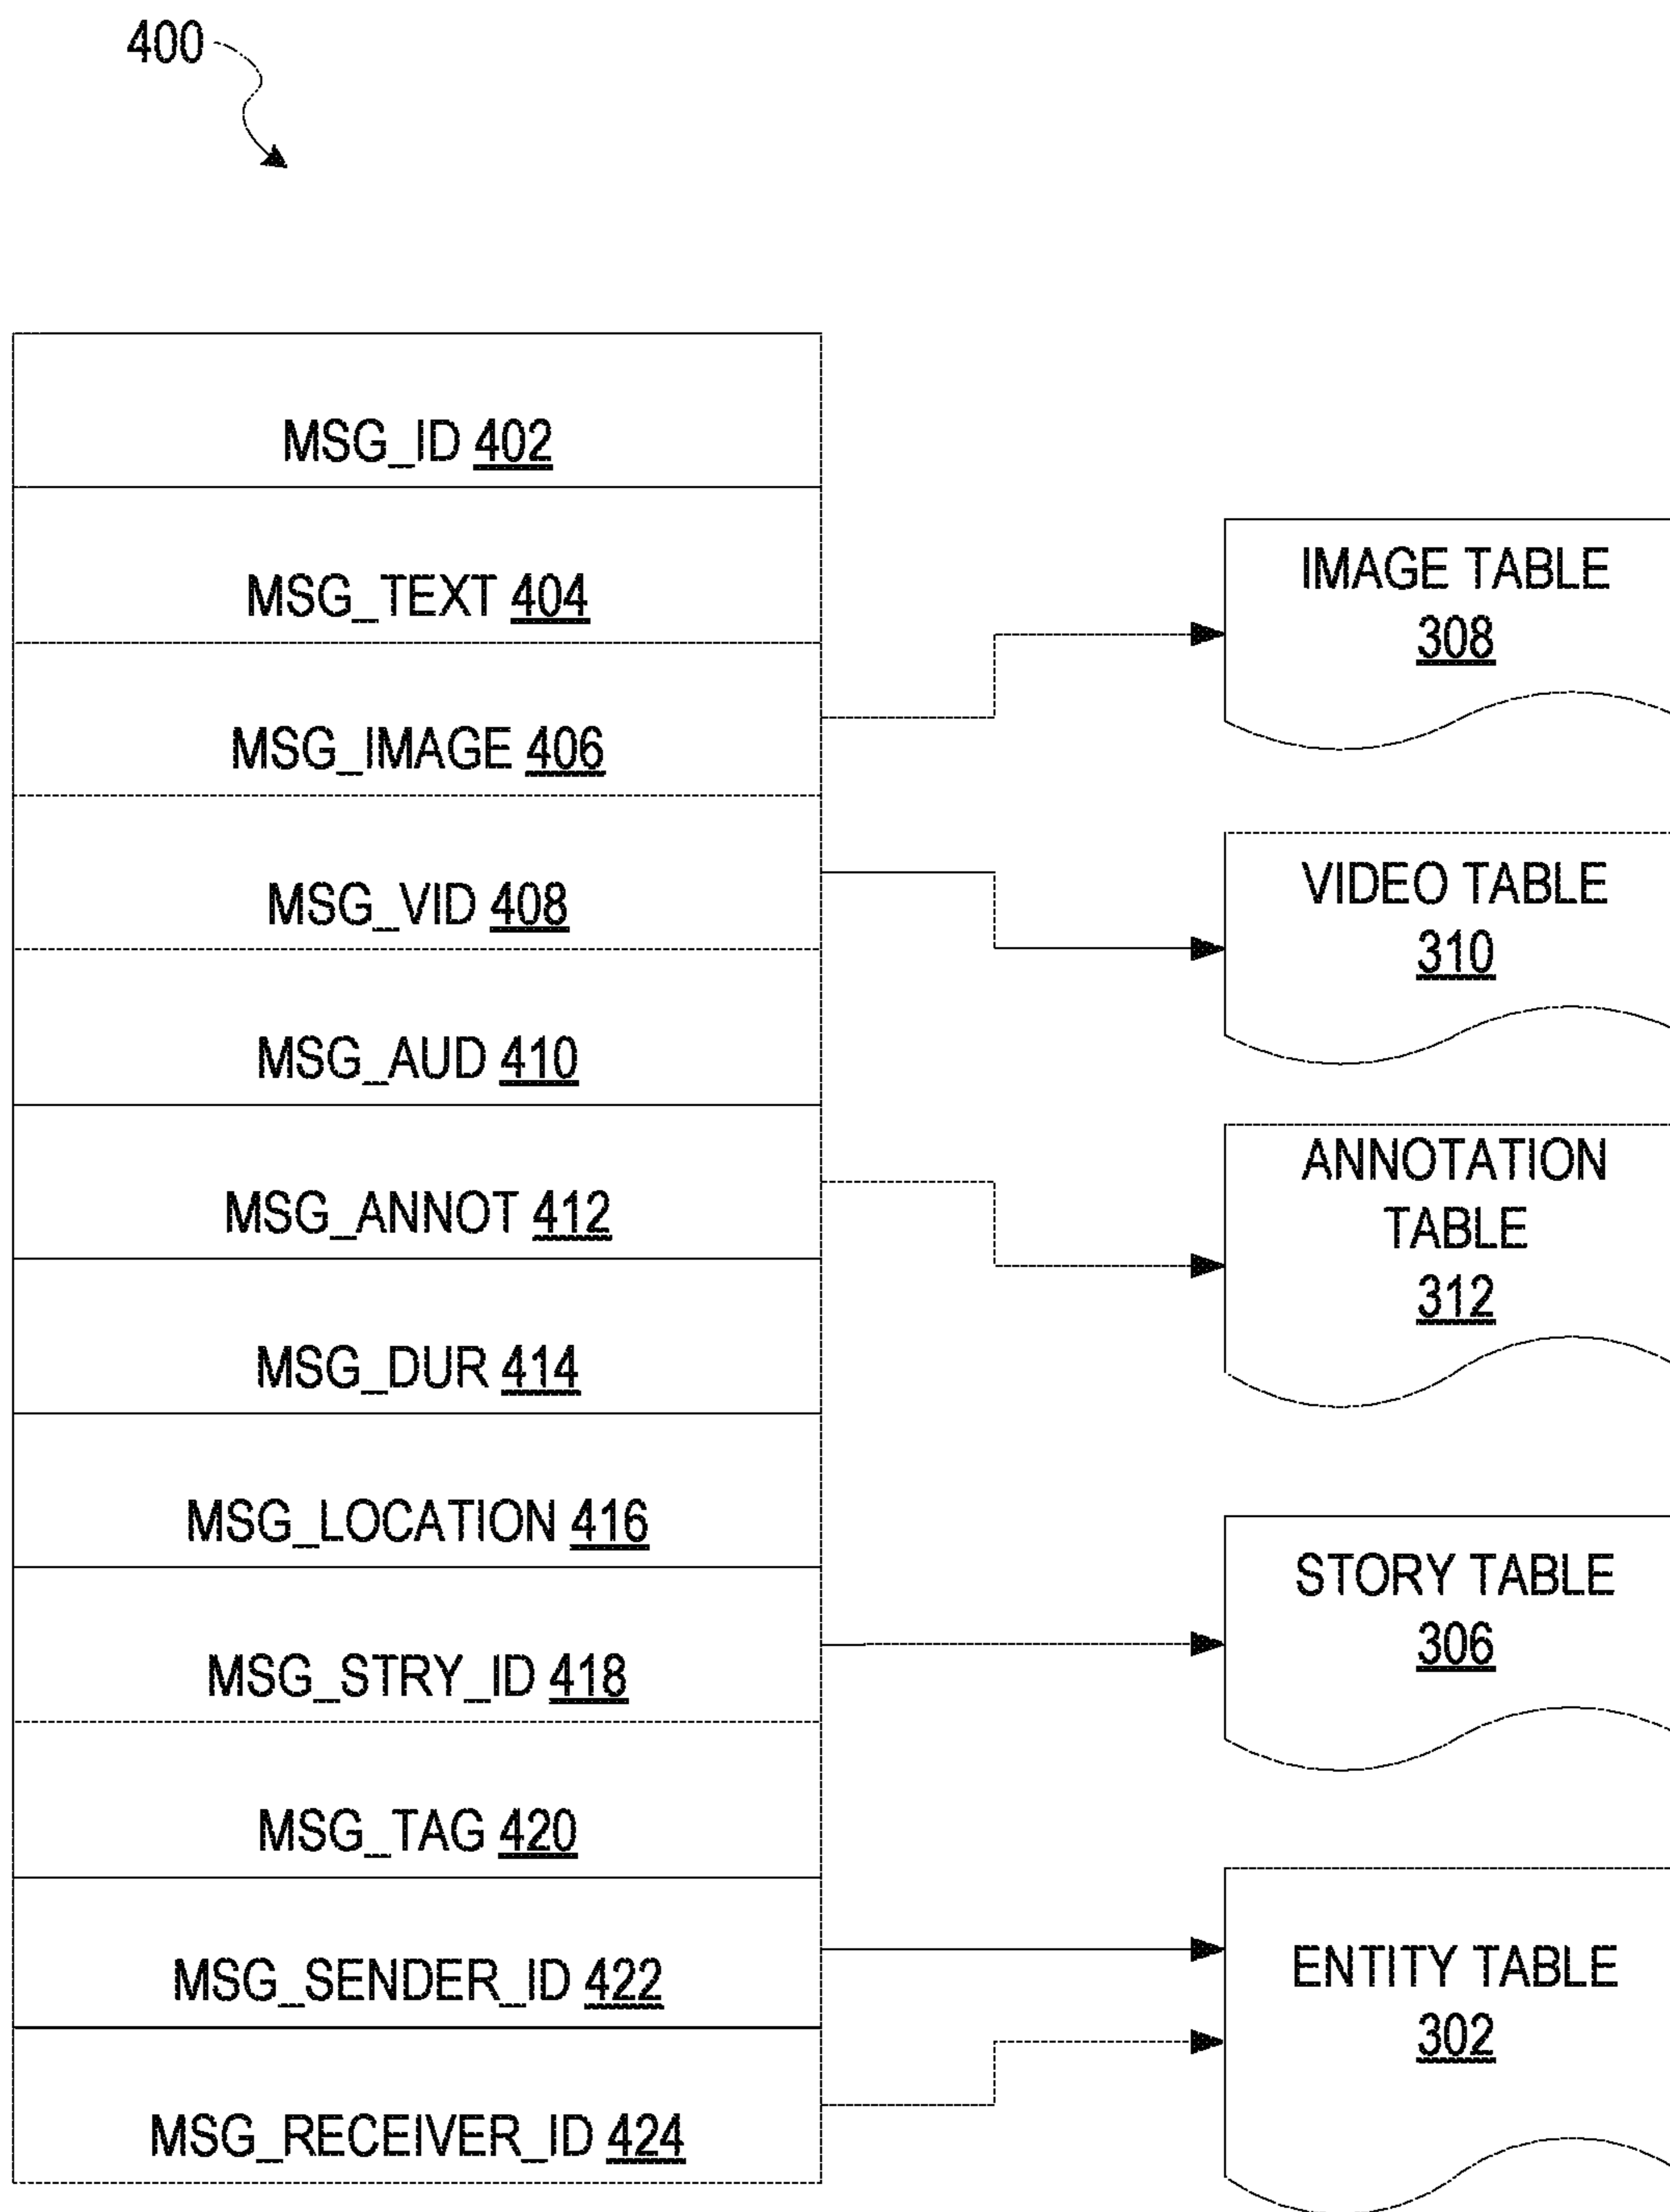 400
MSG_ID 402
MSG_TEXT 404
MSG_IMAGE 406
MSG_VID 408
MSG_AUD 410
MSG_ANNOT 412
MSG_DUR 414
MSG_LOCATION 416
MSG_STRY_ID 418
MSG_TAG 420
MSG_SENDER_ID 422
MSG_RECEIVER_ID 424
IMAGE TABLE
308
VIDEO TABLE
310
ANNOTATION
TABLE
312
STORY TABLE
306
ENTITY TABLE
302